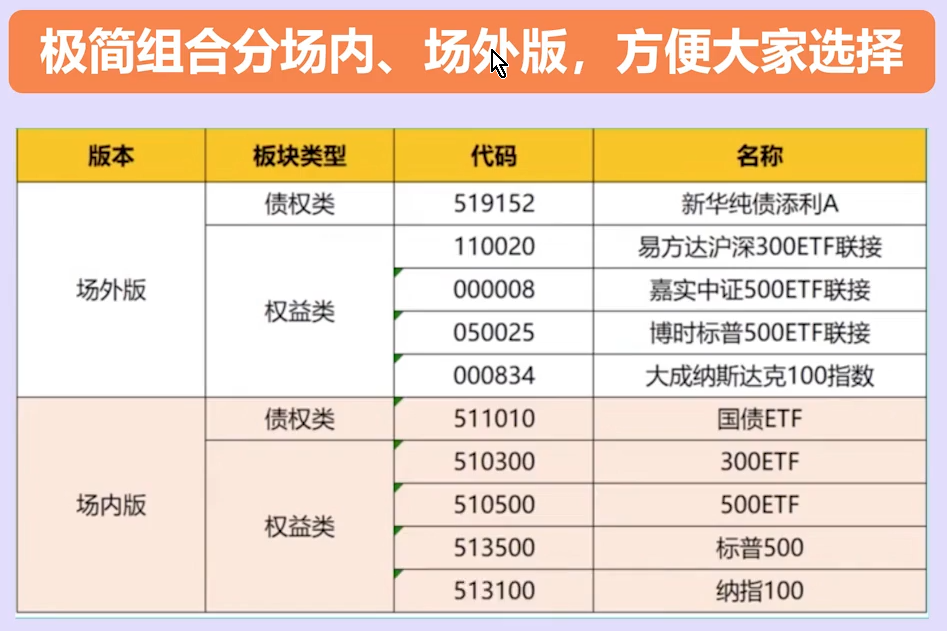 极简组合分场内、场外版，方便大家选择
版本 板块类型 代码 名称
场外版 债权类 519152 新华纯债添利A
权益类 110020 易方达沪深300ETF联接
000008 嘉实中证500ETF联接
050025 博时标普500ETF联接
000834 大成纳斯达克100指数
场内版 债权类 511010 国债ETF
权益类 510300 300ETF
510500 500ETF
513500 标普500
513100 纳指100